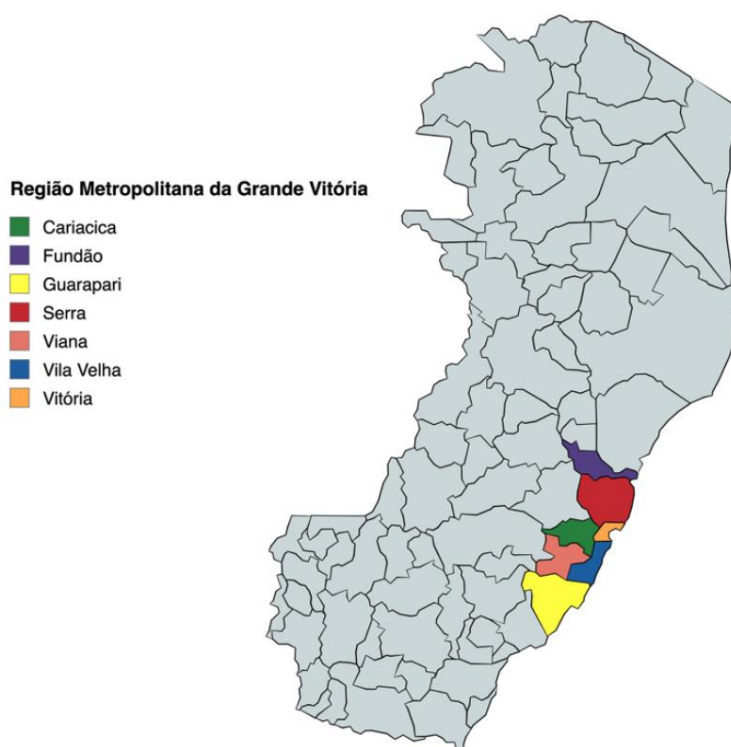 Região Metropolitana da Grande Vitória
Cariacica
Fundão
Guarapari
Serra
Viana
Vila Velha
Vitória